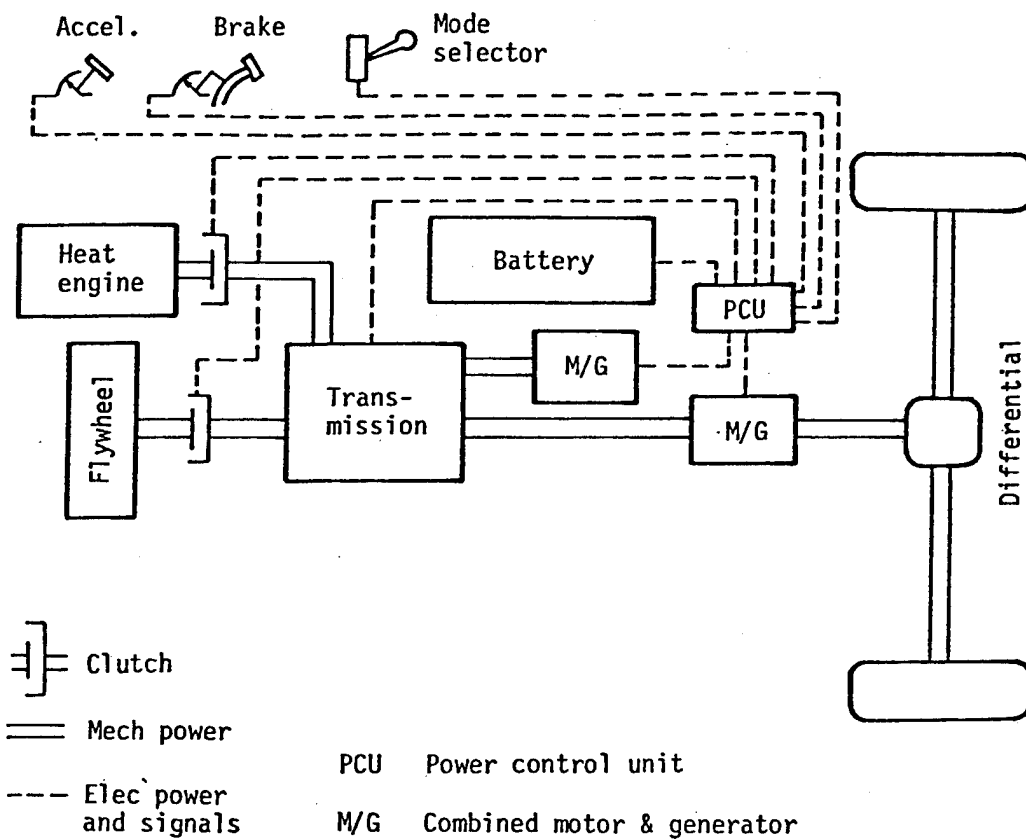 Accel.
Brake
Mode
selector
Heat
engine
Battery
PCU
Flywheel
Trans-
mission
M/G
M/G
Differential
Clutch
Mech power
Elec power
and signals
PCU Power control unit
M/G Combined motor & generator